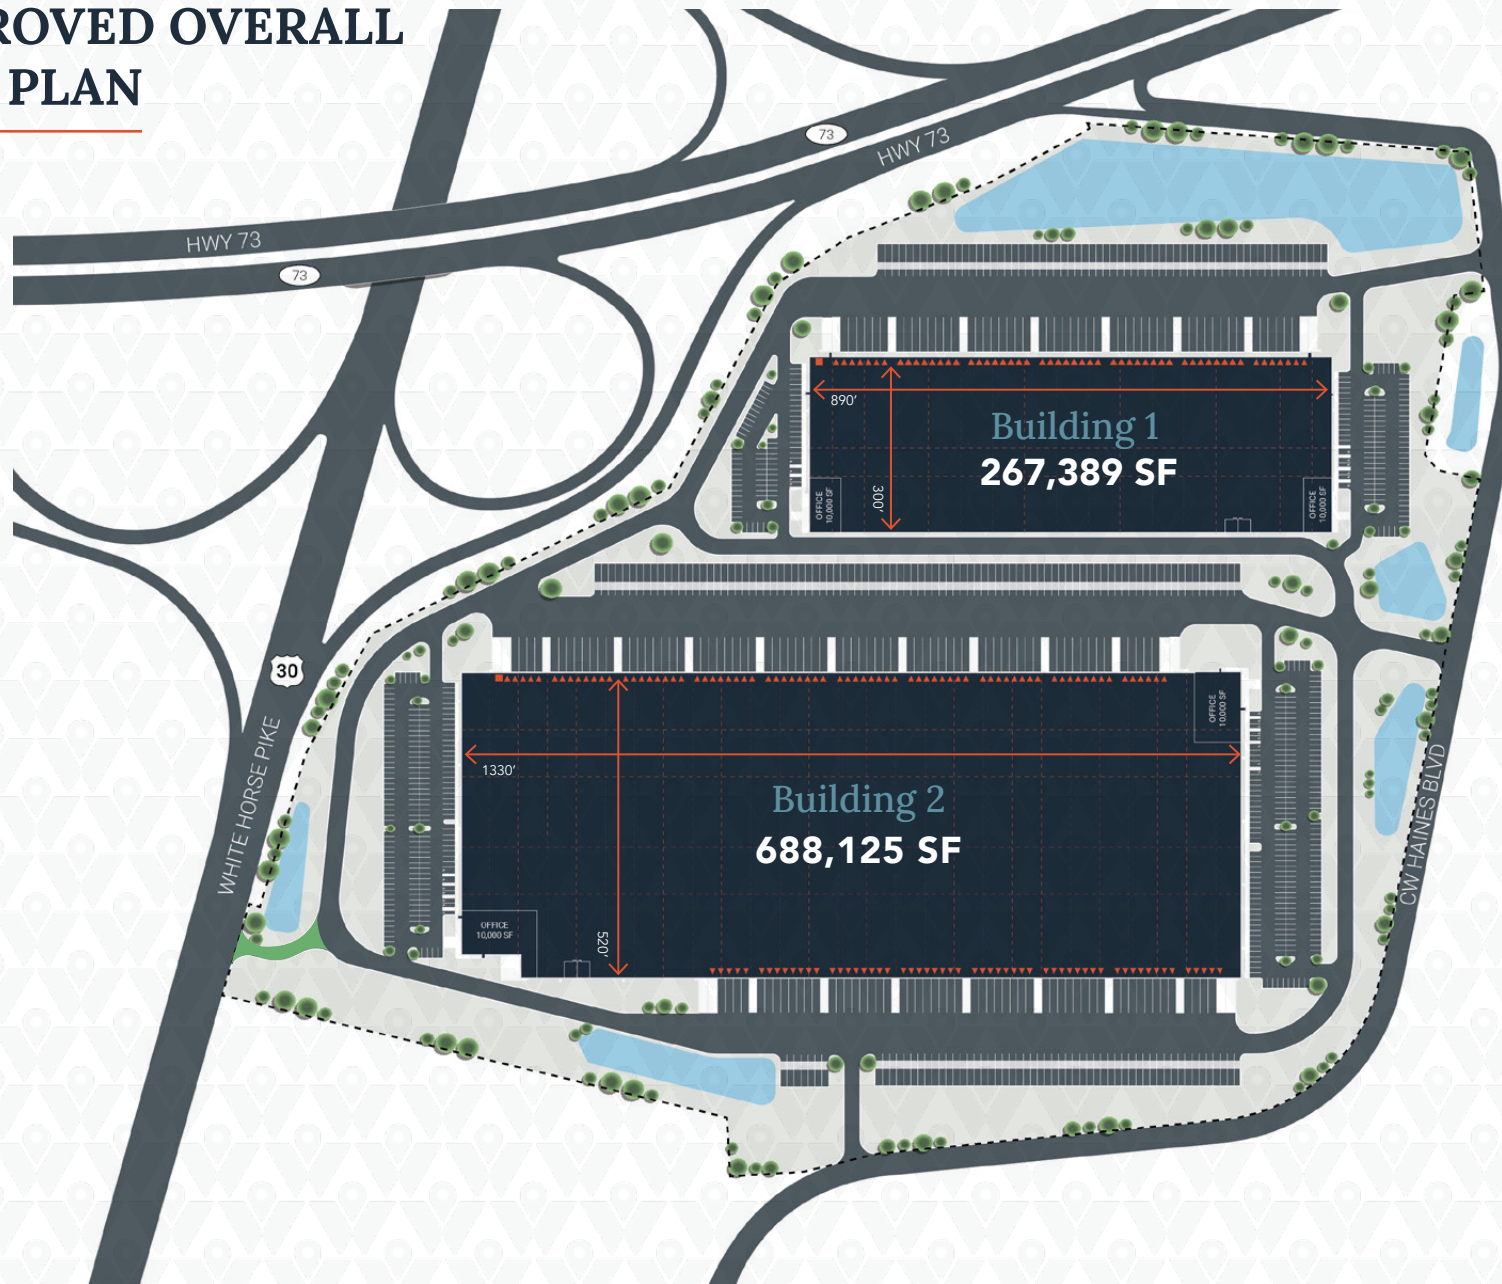 ROVED OVERALL
PLAN
73
HWY 73
HWY 73
73
890'
Building 1
267,389 SF
300'
OFFICE
10,000 SF
OFFICE
10,000 SF
30
WHITE HORSE PIKE
OFFICE
10,000 SF
1330'
Building 2
688,125 SF
CW HAINES BLVD
OFFICE
10,000 SF
520'